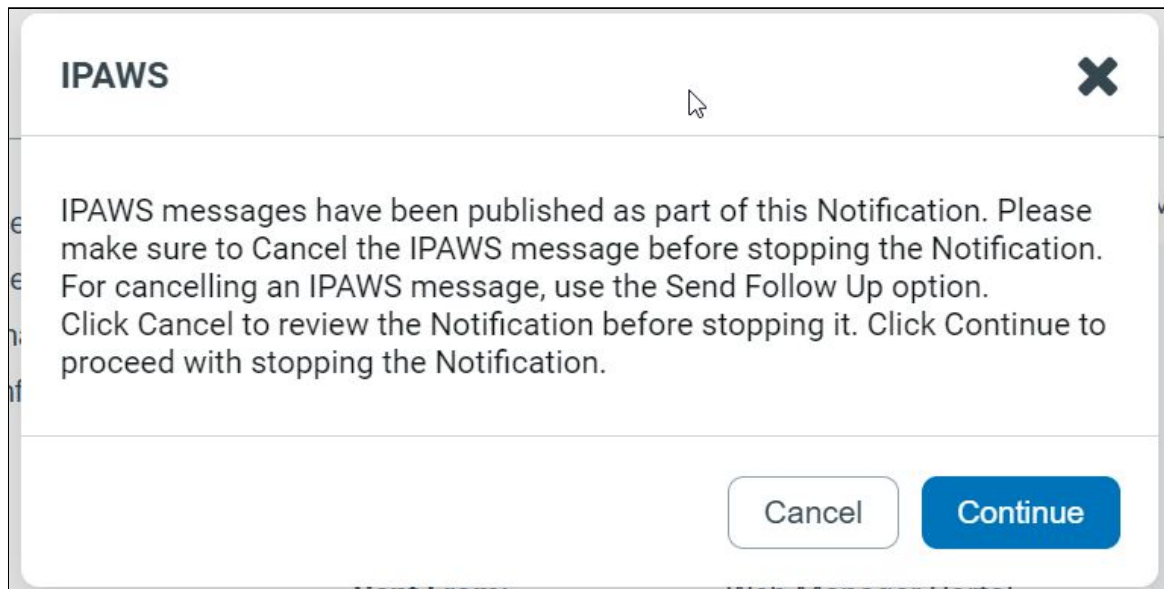 IPAWS
IPAWS messages have been published as part of this Notification. Please
make sure to Cancel the IPAWS message before stopping the Notification.
For cancelling an IPAWS message, use the Send Follow Up option.
Click Cancel to review the Notification before stopping it. Click Continue to
proceed with stopping the Notification.
Cancel
Continue